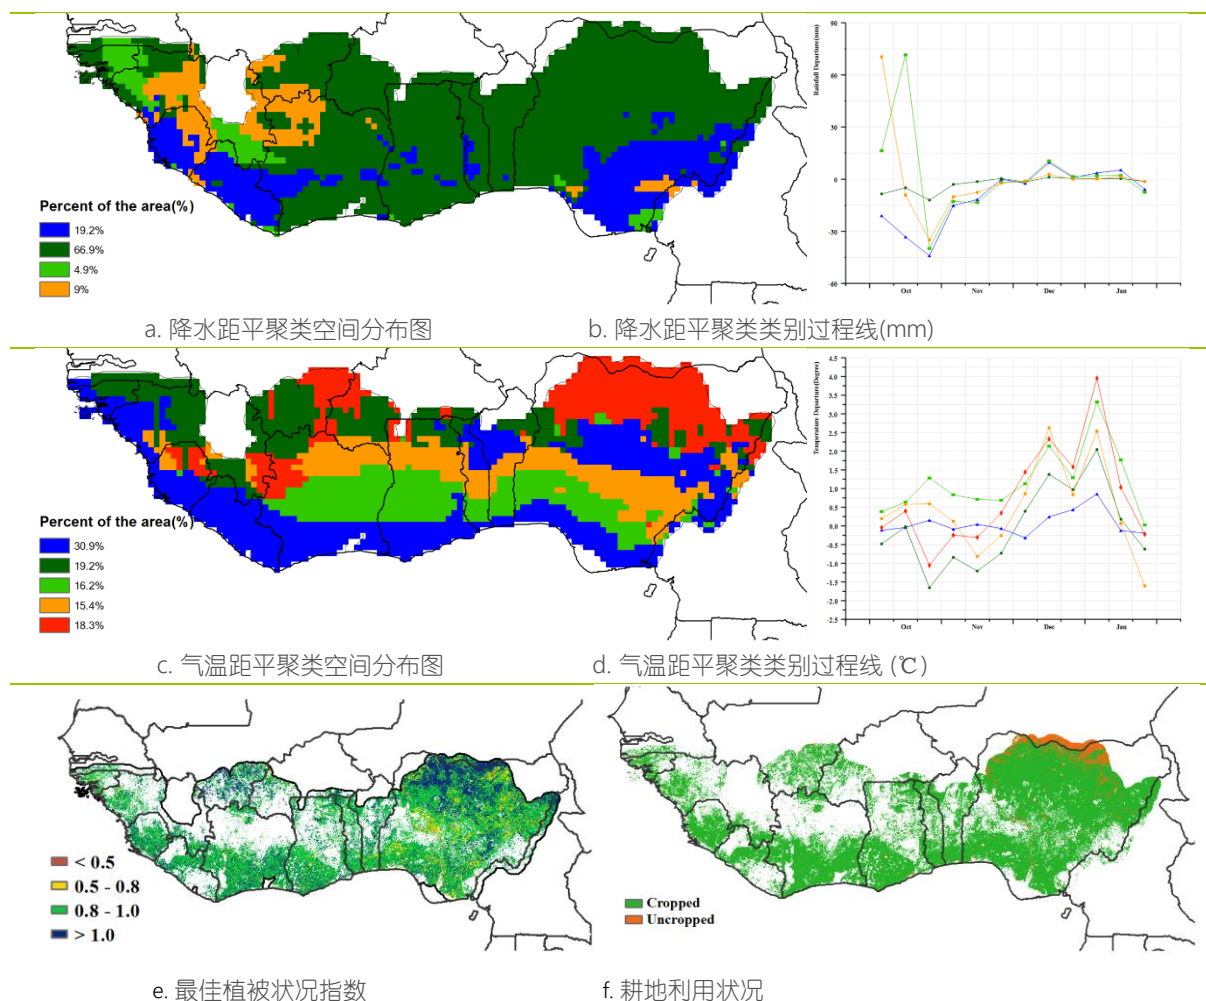 Percent of the area(%)
19.2%
66.9%
4.9%
9%
Rainfall Departure(mm)
90
60
30
0
-30
-60
Oct
Nov
Dec
Jan
a. 降水距平聚类空间分布图
b. 降水距平聚类类别过程线(mm)
Percent of the area(%)
30.9%
19.2%
16.2%
15.4%
18.3%
Temperature Departure(Degree)
4.5
4.0
3.5
3.0
2.5
2.0
1.5
1.0
0.5
0.0
-0.5
-1.0
-1.5
-2.0
-2.5
Oct
Nov
Dec
Jan
c. 气温距平聚类空间分布图
d. 气温距平聚类类别过程线 (℃)
< 0.5
0.5 - 0.8
0.8 - 1.0
> 1.0
Cropped
Uncropped
e. 最佳植被状况指数
f. 耕地利用状况